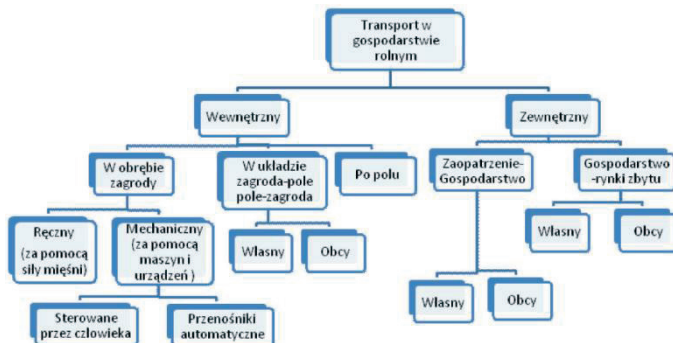 Transport w
gospodarstwie
rolnym
Wewnętrzny
Zewnętrzny
W obrębie
zagrody
W układzie
zagroda-pole
pole-zagroda
Po polu
Zaopatrzenie-
Gospodarstwo
Gospodarstwo
-rynki zbytu
Ręczny
(za pomocą
siły mięśni)
Mechaniczny
(za pomocą
maszyn i
urządzeń )
Własny
Obcy
Własny
Obcy
Własny
Obcy
Sterowane
przez człowieka
Przenośniki
automatyczne